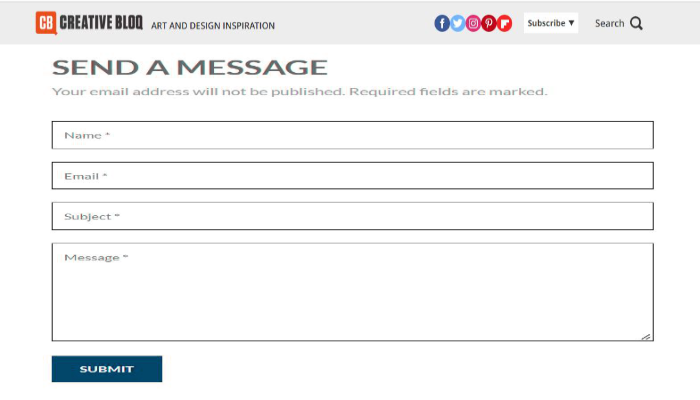 CB CREATIVE BLOQ ART AND DESIGN INSPIRATION Subscribe ▼ Search
SEND A MESSAGE
Your email address will not be published. Required fields are marked.
Name *
Email *
Subject *
Message *
SUBMIT